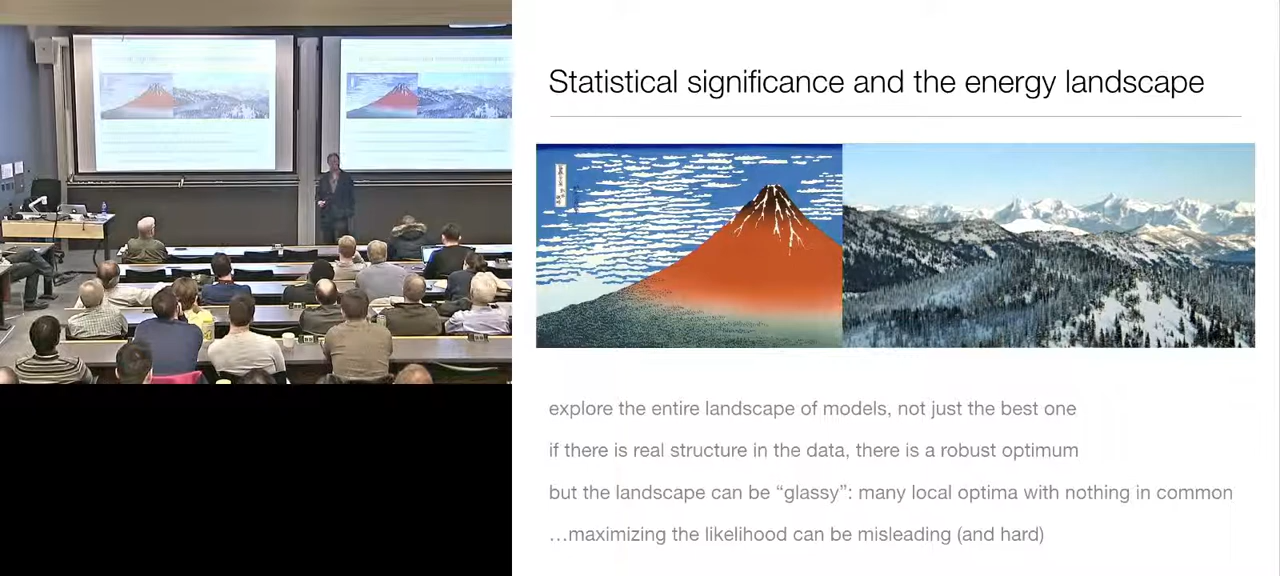 Statistical significance and the energy landscape
explore the entire landscape of models, not just the best one
if there is real structure in the data, there is a robust optimum
but the landscape can be “glassy”: many local optima with nothing in common
…maximizing the likelihood can be misleading (and hard)